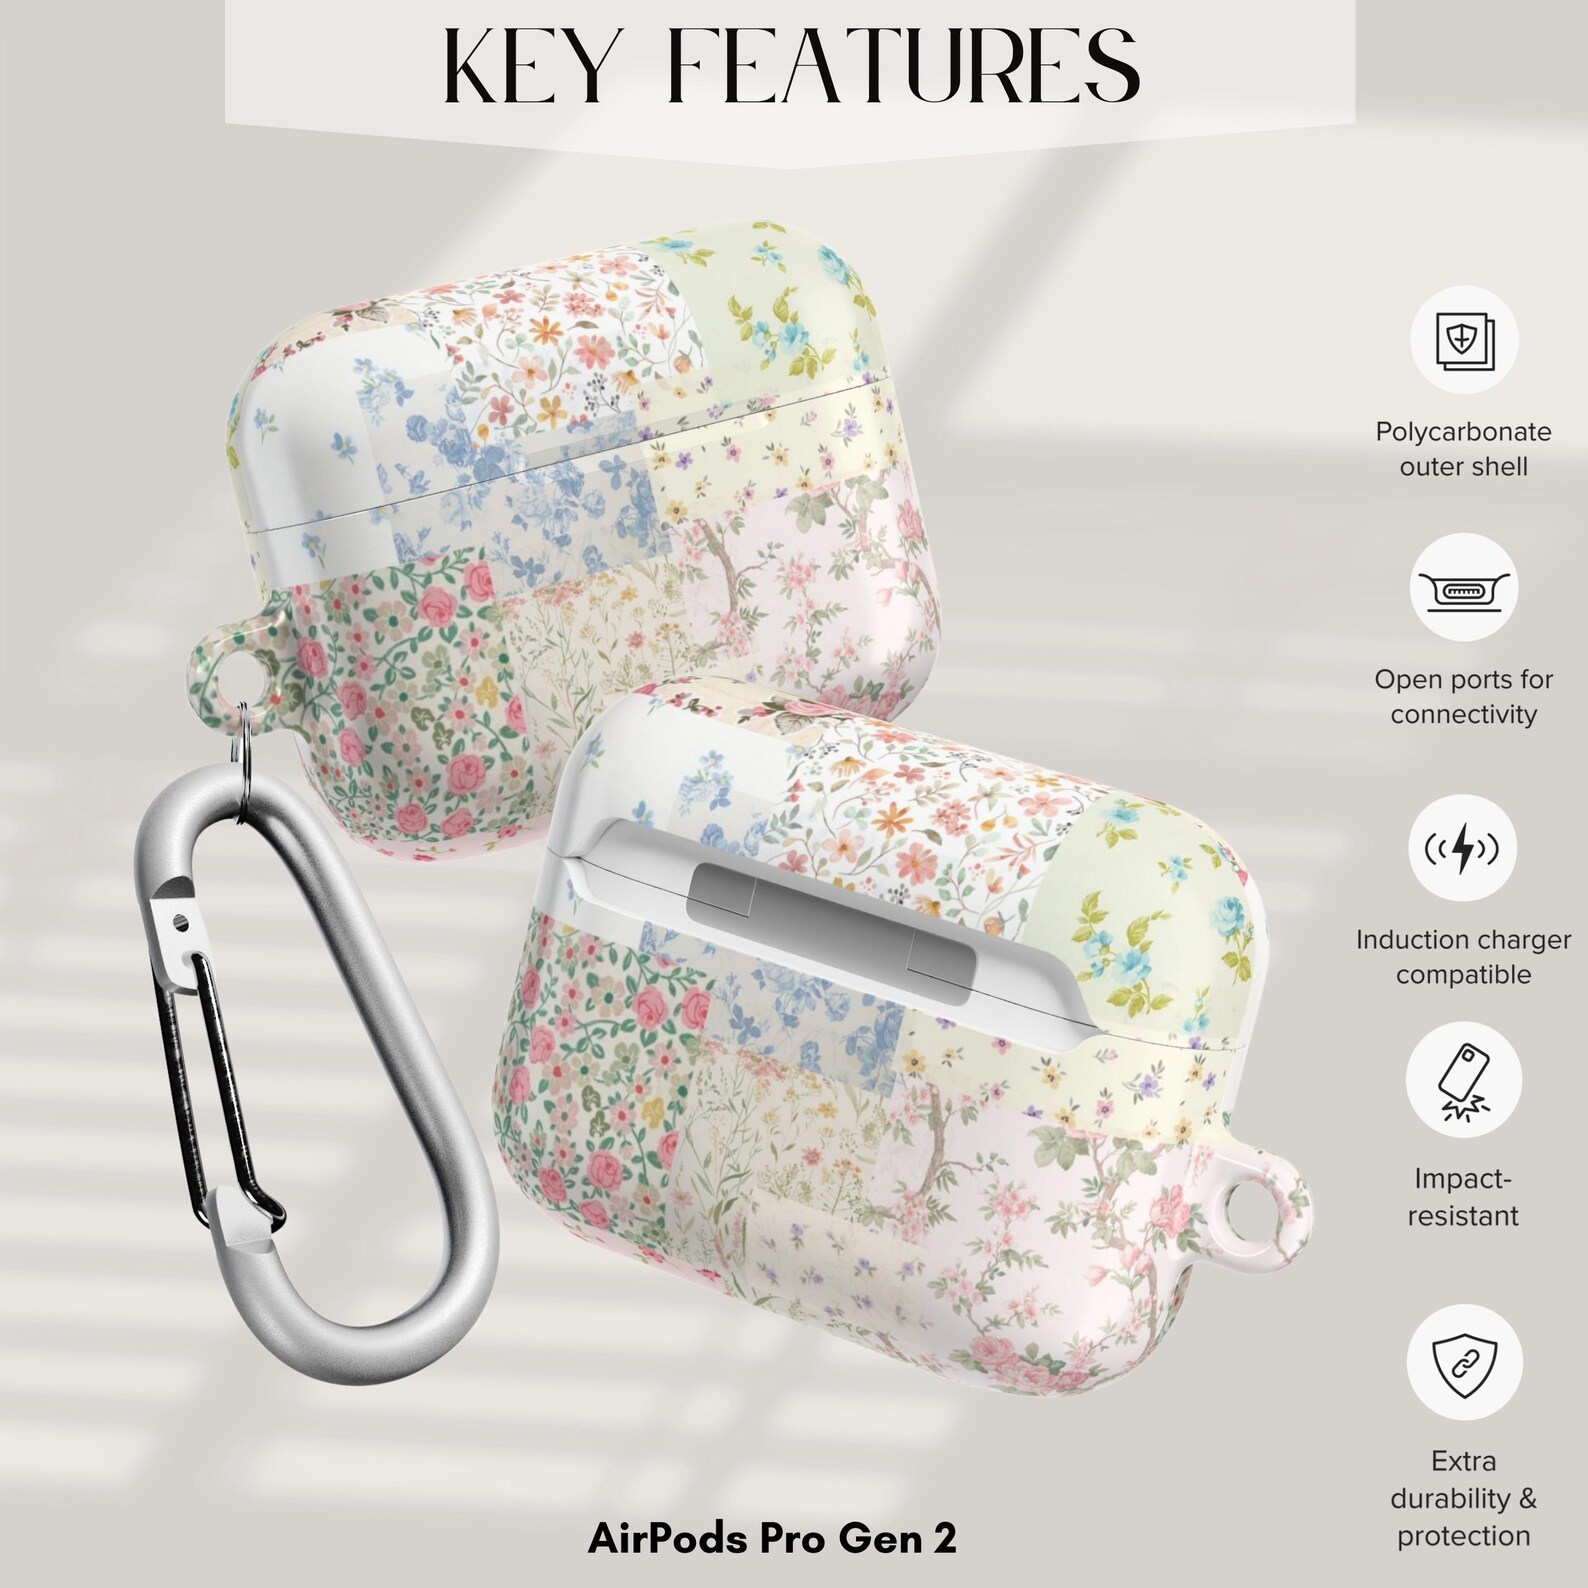 KEY FEATURES
Polycarbonate
outer shell
Open ports for
connectivity
Induction charger
compatible
Impact-
resistant
Extra
durability &
protection
AirPods Pro Gen 2